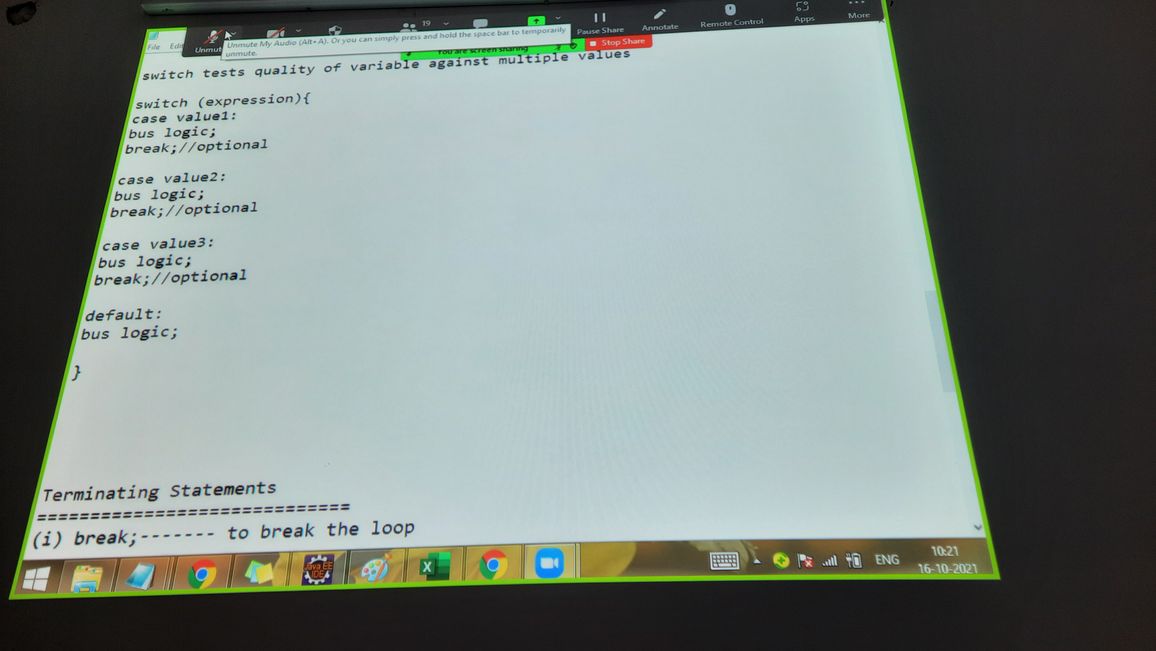 19
Pause Share
Annotate
Remote Control
Apps
More
File
Unmute My Audio (Alt+A). Or you can simply press and hold the space bar to temporarily
unmute.
You are screen sharing
Stop Share
switch tests quality of variable against multiple values
switch (expression){
case value1:
bus logic;
break;//optional
case value2:
bus logic;
break;//optional
case value3:
bus logic;
break;//optional
default:
bus logic;
}
Terminating Statements
==============================
(i) break;------- to break the loop
Java EE
IDE
X
ENG
10:21
16-10-2021